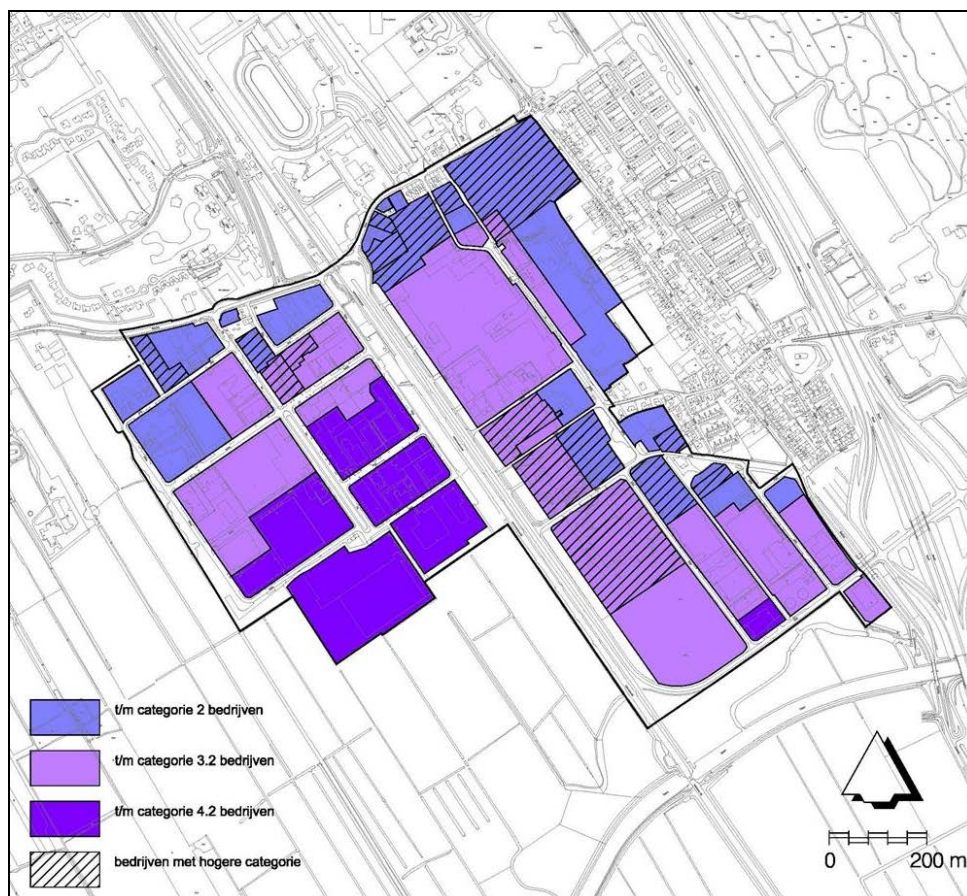 t/m categorie 2 bedrijven
t/m categorie 3.2 bedrijven
t/m categorie 4.2 bedrijven
bedrijven met hogere categorie
0 200 m